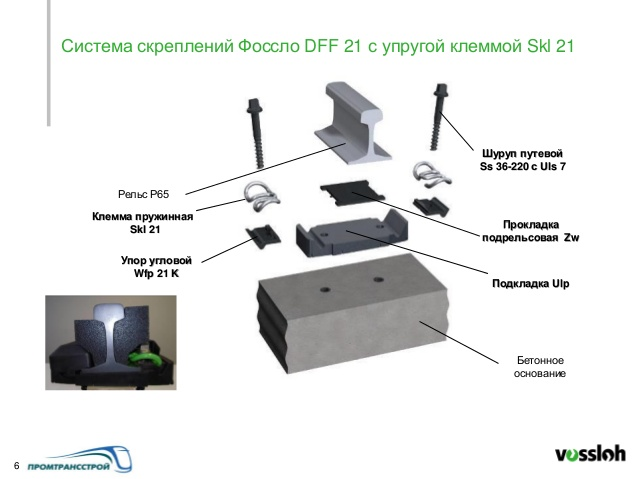 Система скреплений Фоссло DFF 21 с упругой клеммой Skl 21
Шуруп путевой
Ss 36-220 с Uls 7
Рельс Р65
Клемма пружинная
Skl 21
Прокладка
подрельсовая Zw
Упор угловой
Wfp 21 K
Подкладка Ulp
Бетонное
основание
6
ПРОМТРАНССТРОЙ
vossloh